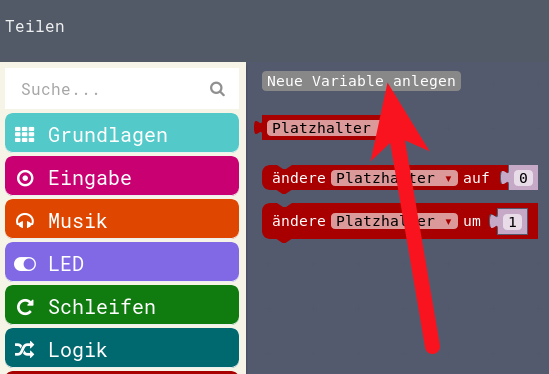 Teilen
Suche...
Grundlagen
Eingabe
Musik
LED
Schleifen
Logik
Neue Variable anlegen
Platzhalter
ändere Platzhalter auf 0
ändere Platzhalter um 1